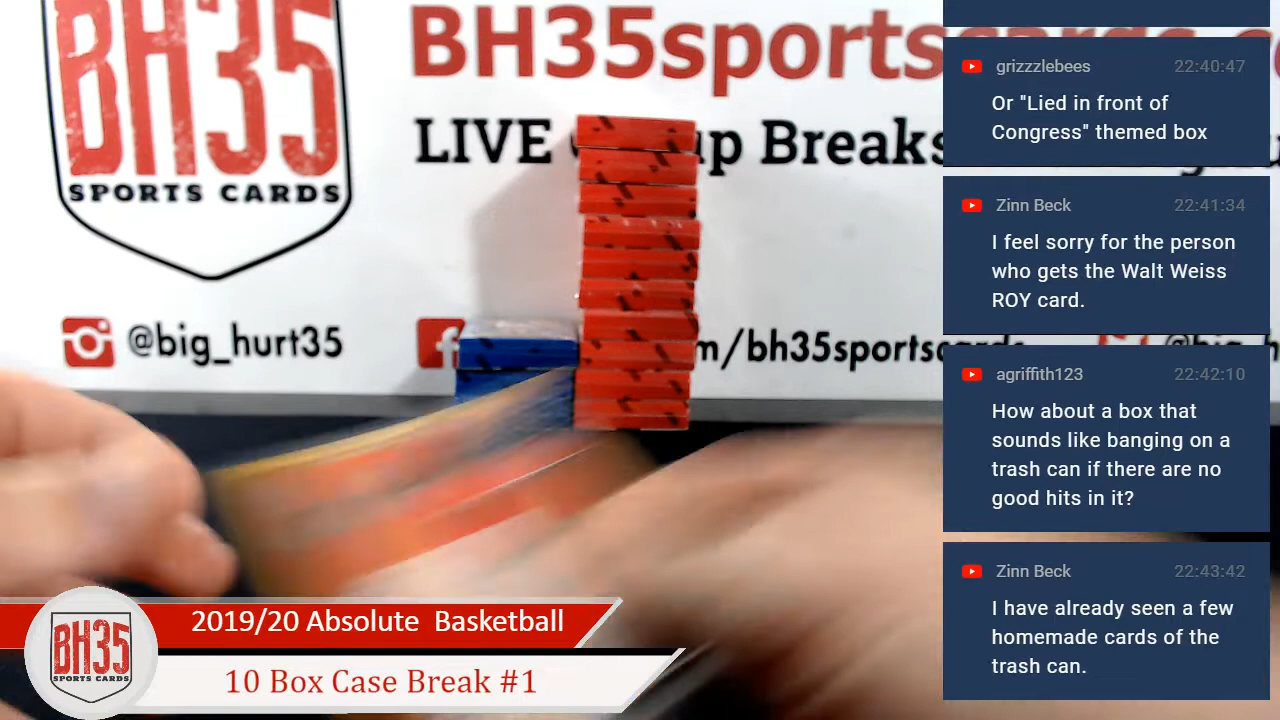 BH35
SPORTS CARDS
BH35sportscards.c
LIVE up Breaks
@big_hurt35
m/bh35sportscards
@big_h
grizzzlebees 22:40:47
Or "Lied in front of
Congress" themed box
Zinn Beck 22:41:34
I feel sorry for the person
who gets the Walt Weiss
ROY card.
agriffith123 22:42:10
How about a box that
sounds like banging on a
trash can if there are no
good hits in it?
Zinn Beck 22:43:42
I have already seen a few
homemade cards of the
trash can.
BH35
SPORTS CARDS
2019/20 Absolute Basketball
10 Box Case Break #1